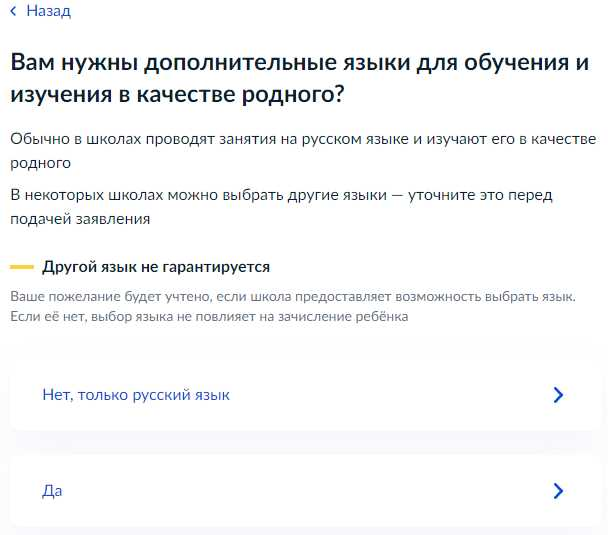 Назад
Вам нужны дополнительные языки для обучения и
изучения в качестве родного?
Обычно в школах проводят занятия на русском языке и изучают его в качестве
родного
В некоторых школах можно выбрать другие языки — уточните это перед
подачей заявления
Другой язык не гарантируется
Ваше пожелание будет учтено, если школа предоставляет возможность выбрать язык.
Если её нет, выбор языка не повлияет на зачисление ребёнка
Нет, только русский язык
Да